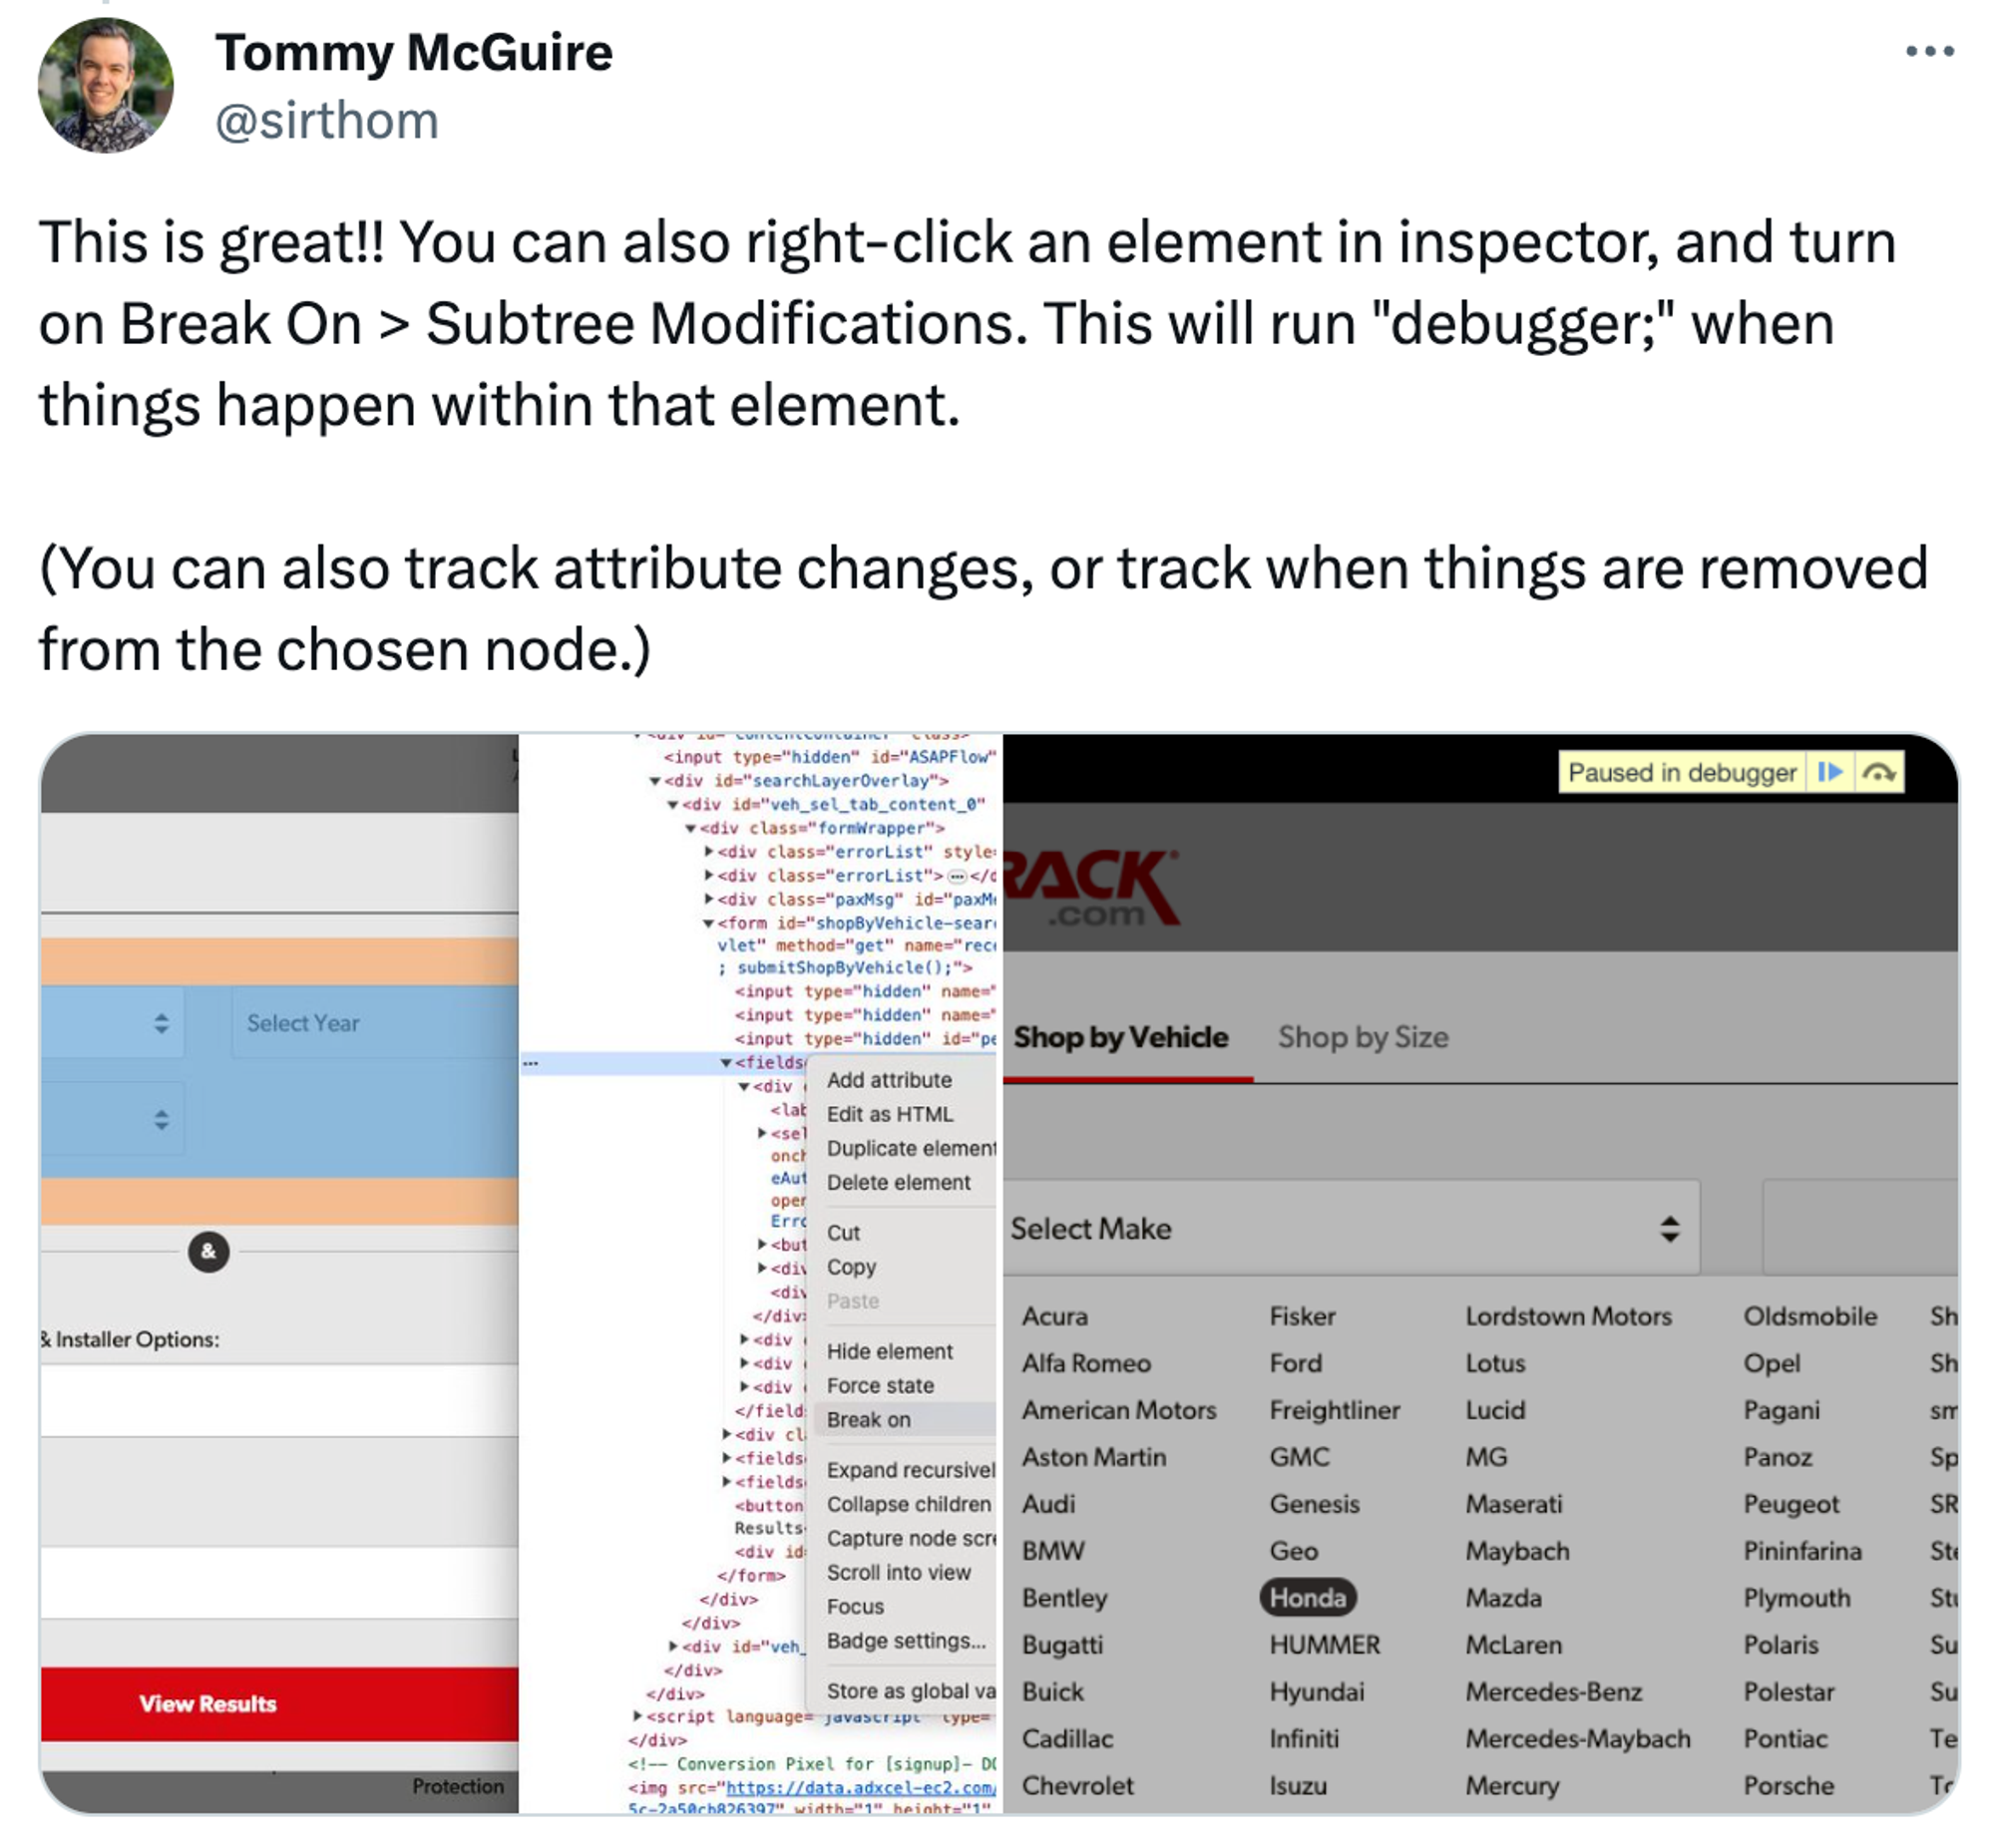 Tommy McGuire
@sirthom
This is great!! You can also right-click an element in inspector, and turn
on Break On > Subtree Modifications. This will run "debugger;" when
things happen within that element.
(You can also track attribute changes, or track when things are removed
from the chosen node.)
&
Select Year
& Installer Options:
View Results
Protection
<input type="hidden" id="ASAPFlow"
▼<div id="searchLayerOverlay">
▼<div id="veh_sel_tab_content_0"
▼<div class="formWrapper">
▶<div class="errorList" style=
▶<div class="errorList">…</d
▶<div class="paxMsg" id="paxM
▼<form id="shopByVehicle-sear
vlet" method="get" name="rec
; submitShopByVehicle();">
<input type="hidden" name="
<input type="hidden" name="
<input type="hidden" id="pe
▼<fields
▼<div
<lab
▶<sel
onch
eAut
oper
Erro
▶<but
▶<div
<div
</div>
▶<div
▶<div
▶<div
</field
▶<div cl
▶<fields
▶<fields
<button
Results
<div id
</form>
</div>
</div>
▶<div id="veh_
</div>
</div>
▶<script language="javascript" type=
</div>
<!-- Conversion Pixel for [signup]- DO
<img src="https://data.adxcel-ec2.com/
5c-2a50cb826397" width="1" height="1"
Add attribute
Edit as HTML
Duplicate element
Delete element
Cut
Copy
Paste
Hide element
Force state
Break on
Expand recursivel
Collapse children
Capture node scre
Scroll into view
Focus
Badge settings...
Store as global va
Paused in debugger
RACK
.com
Shop by Vehicle Shop by Size
Select Make
Acura Fisker Lordstown Motors Oldsmobile Sh
Alfa Romeo Ford Lotus Opel Sh
American Motors Freightliner Lucid Pagani sm
Aston Martin GMC MG Panoz Sp
Audi Genesis Maserati Peugeot SR
BMW Geo Maybach Pininfarina Ste
Bentley Honda Mazda Plymouth Stu
Bugatti HUMMER McLaren Polaris Su
Buick Hyundai Mercedes-Benz Polestar Su
Cadillac Infiniti Mercedes-Maybach Pontiac Te
Chevrolet Isuzu Mercury Porsche To